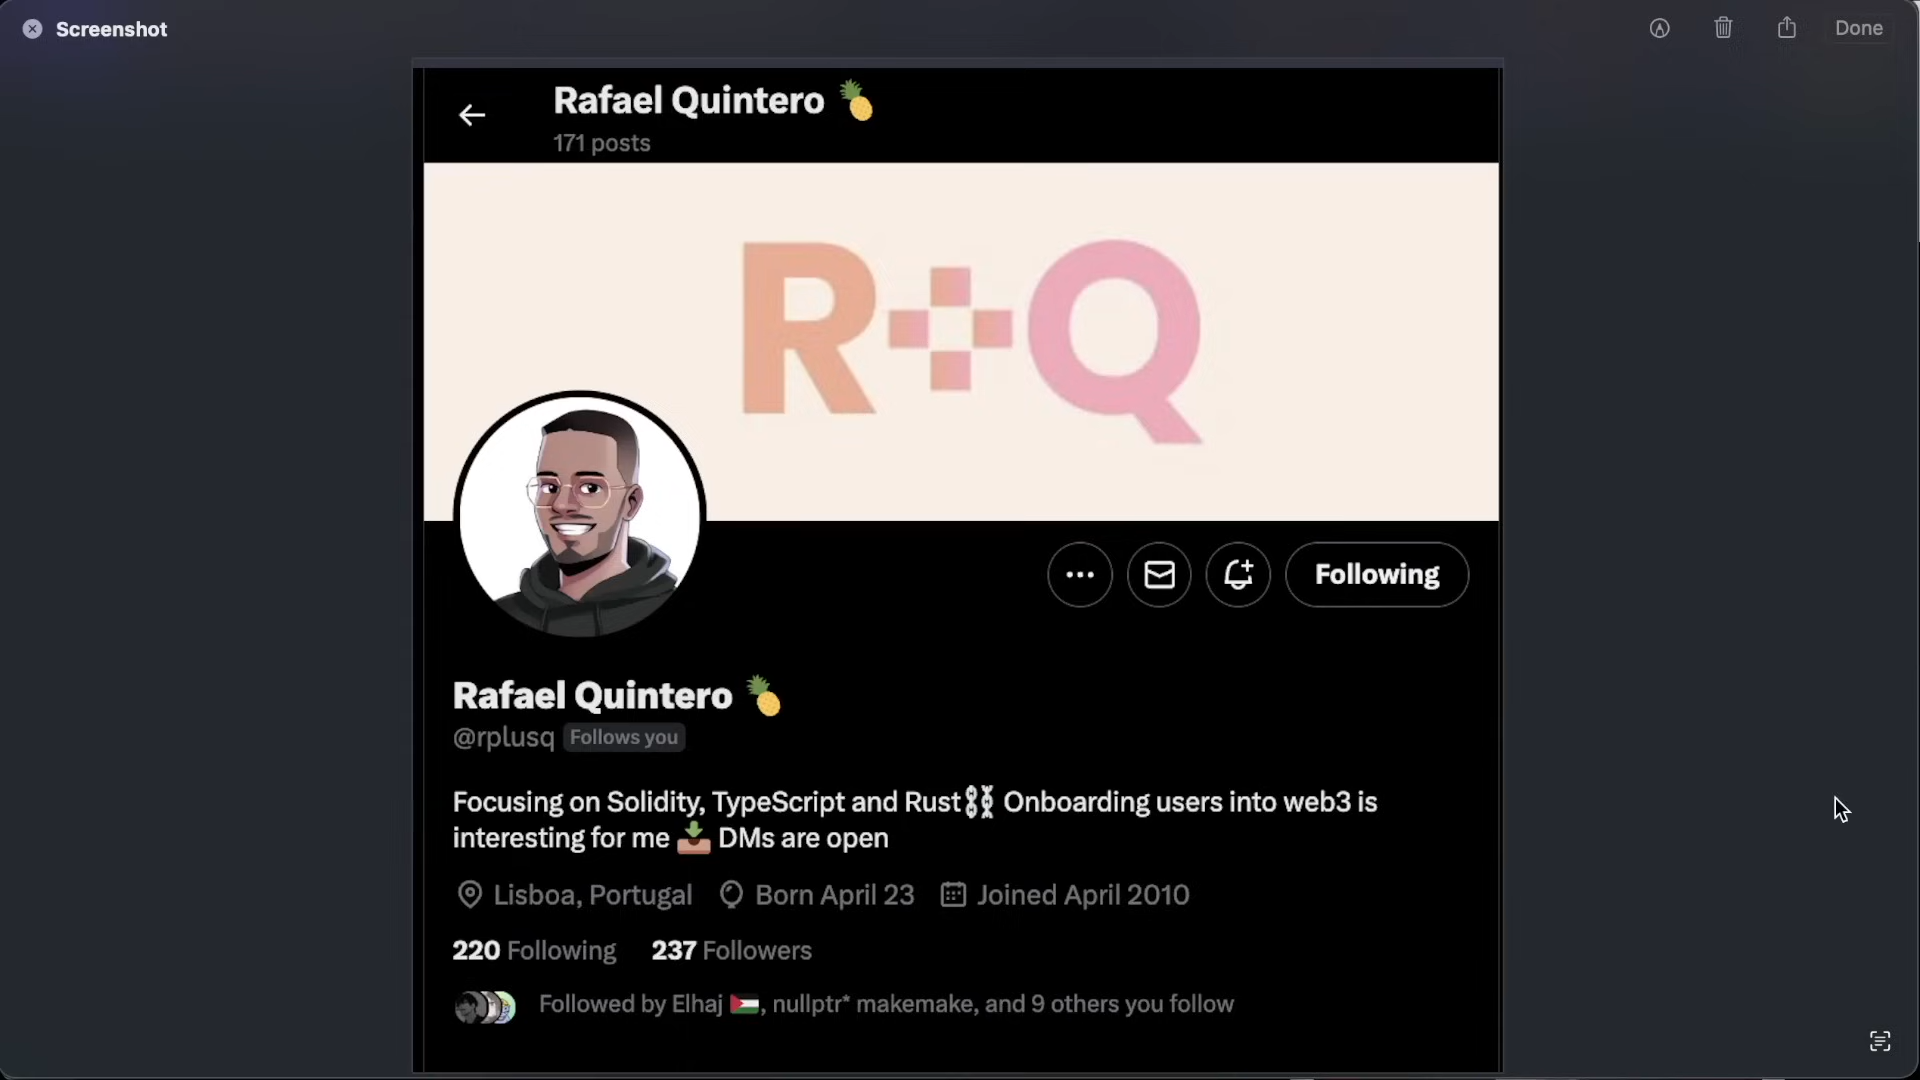 Screenshot
Done
Rafael Quintero 🍍
171 posts
R+Q
Following
Rafael Quintero 🍍
@rplusq Follows you
Focusing on Solidity, TypeScript and Rust⛓️ Onboarding users into web3 is
interesting for me 📥 DMs are open
Lisboa, Portugal Born April 23 Joined April 2010
220 Following 237 Followers
Followed by Elhaj 🇵🇸, nullptr* makemake, and 9 others you follow